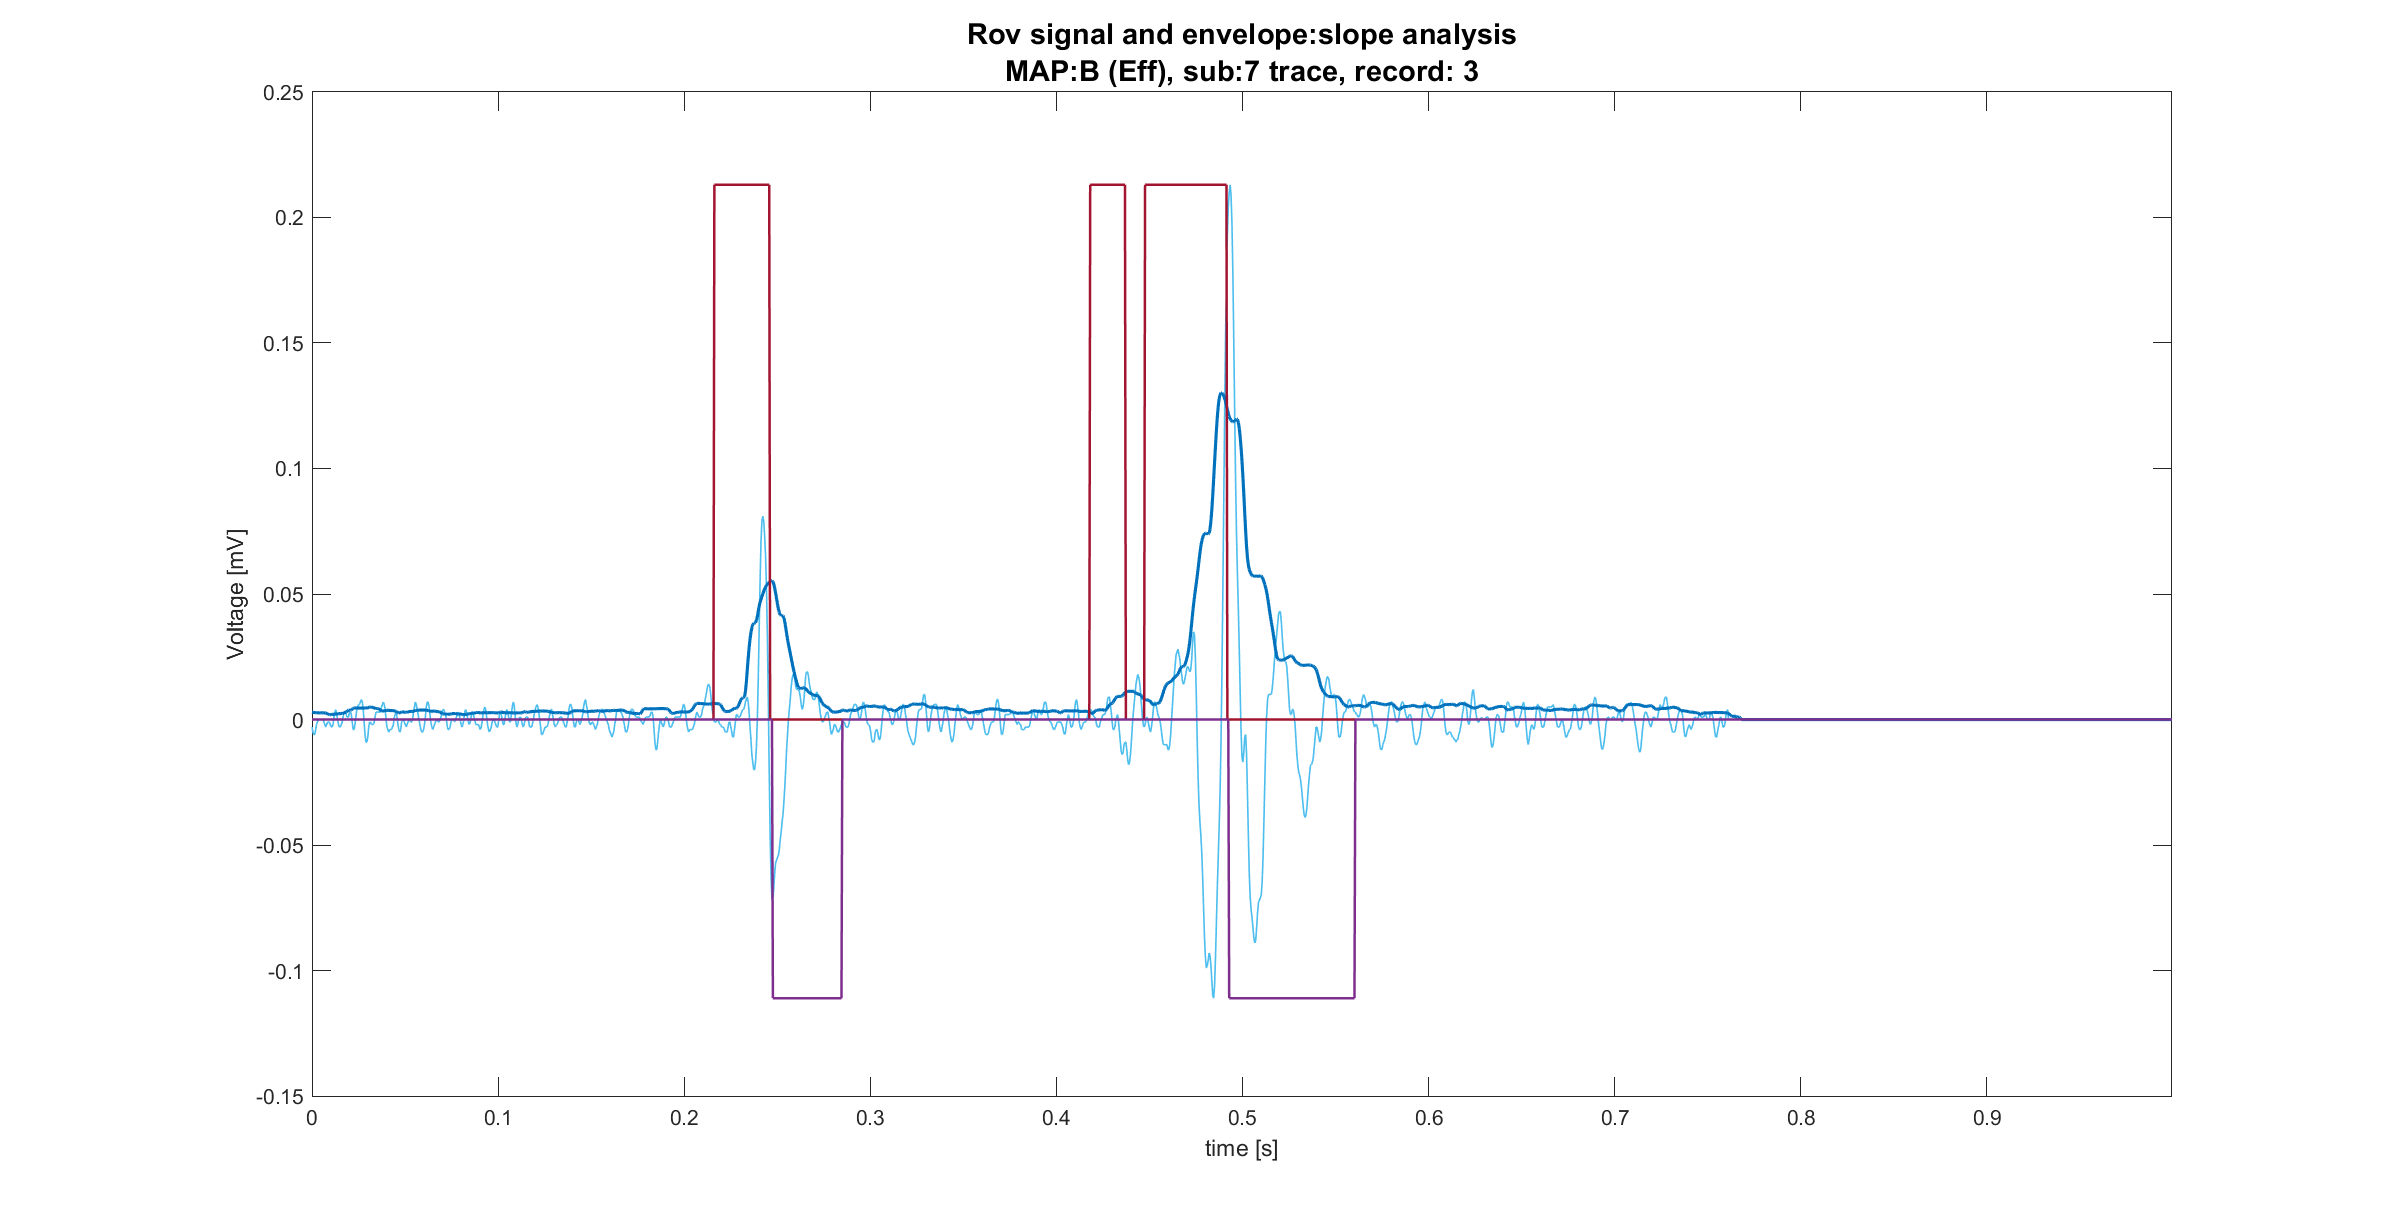 Rov signal and envelope:slope analysis
MAP:B (Eff), sub:7 trace, record: 3
0.25
0.2
0.15
0.1
0.05
0
-0.05
-0.1
-0.15
Voltage [mV]
0 0.1 0.2 0.3 0.4 0.5 0.6 0.7 0.8 0.9
time [s]